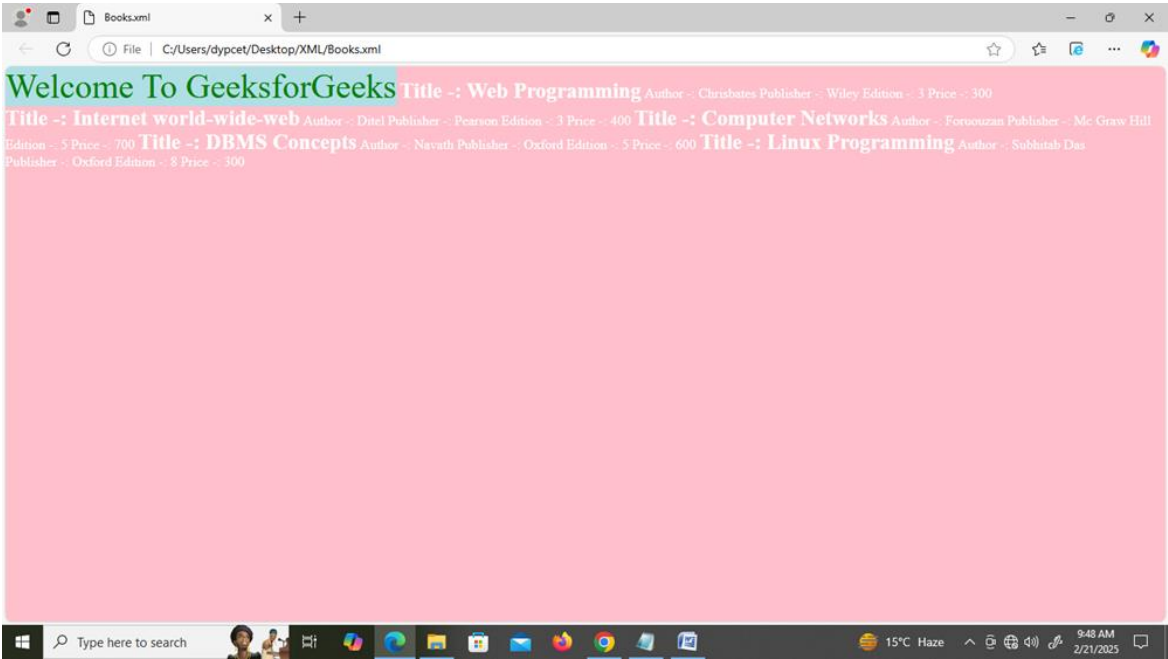 Books.xml
File
C:/Users/dypcet/Desktop/XML/Books.xml
Welcome To GeeksforGeeks Title -: Web Programming Author -: Chrisbates Publisher -: Wiley Edition -: 3 Price -: 300
Title -: Internet world-wide-web Author -: Ditel Publisher -: Pearson Edition -: 3 Price -: 400 Title -: Computer Networks Author -: Foruouzan Publisher -: Mc Graw Hill
Edition -: 5 Price -: 700 Title -: DBMS Concepts Author -: Navath Publisher -: Oxford Edition -: 5 Price -: 600 Title -: Linux Programming Author -: Subhitab Das
Publisher -: Oxford Edition -: 8 Price -: 300
Type here to search
15°C Haze
9:48 AM
2/21/2025